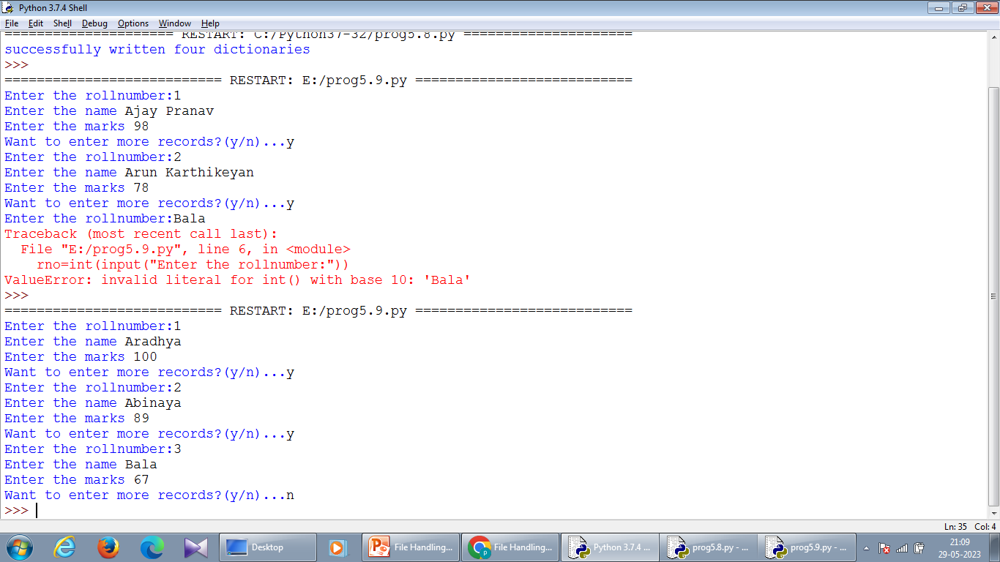 Python 3.7.4 Shell
File Edit Shell Debug Options Window Help
===================== RESTART: C:/Python37-32/prog5.8.py =====================
successfully written four dictionaries
>>>
=========================== RESTART: E:/prog5.9.py ===========================
Enter the rollnumber:1
Enter the name Ajay Pranav
Enter the marks 98
Want to enter more records?(y/n)...y
Enter the rollnumber:2
Enter the name Arun Karthikeyan
Enter the marks 78
Want to enter more records?(y/n)...y
Enter the rollnumber:Bala
Traceback (most recent call last):
  File "E:/prog5.9.py", line 6, in <module>
    rno=int(input("Enter the rollnumber:"))
ValueError: invalid literal for int() with base 10: 'Bala'
>>>
=========================== RESTART: E:/prog5.9.py ===========================
Enter the rollnumber:1
Enter the name Aradhya
Enter the marks 100
Want to enter more records?(y/n)...y
Enter the rollnumber:2
Enter the name Abinaya
Enter the marks 89
Want to enter more records?(y/n)...y
Enter the rollnumber:3
Enter the name Bala
Enter the marks 67
Want to enter more records?(y/n)...n
>>>
Ln: 35 Col: 4
Desktop File Handling... File Handling... Python 3.7.4 ... prog5.8.py - ... prog5.9.py - ... 21:09
29-05-2023